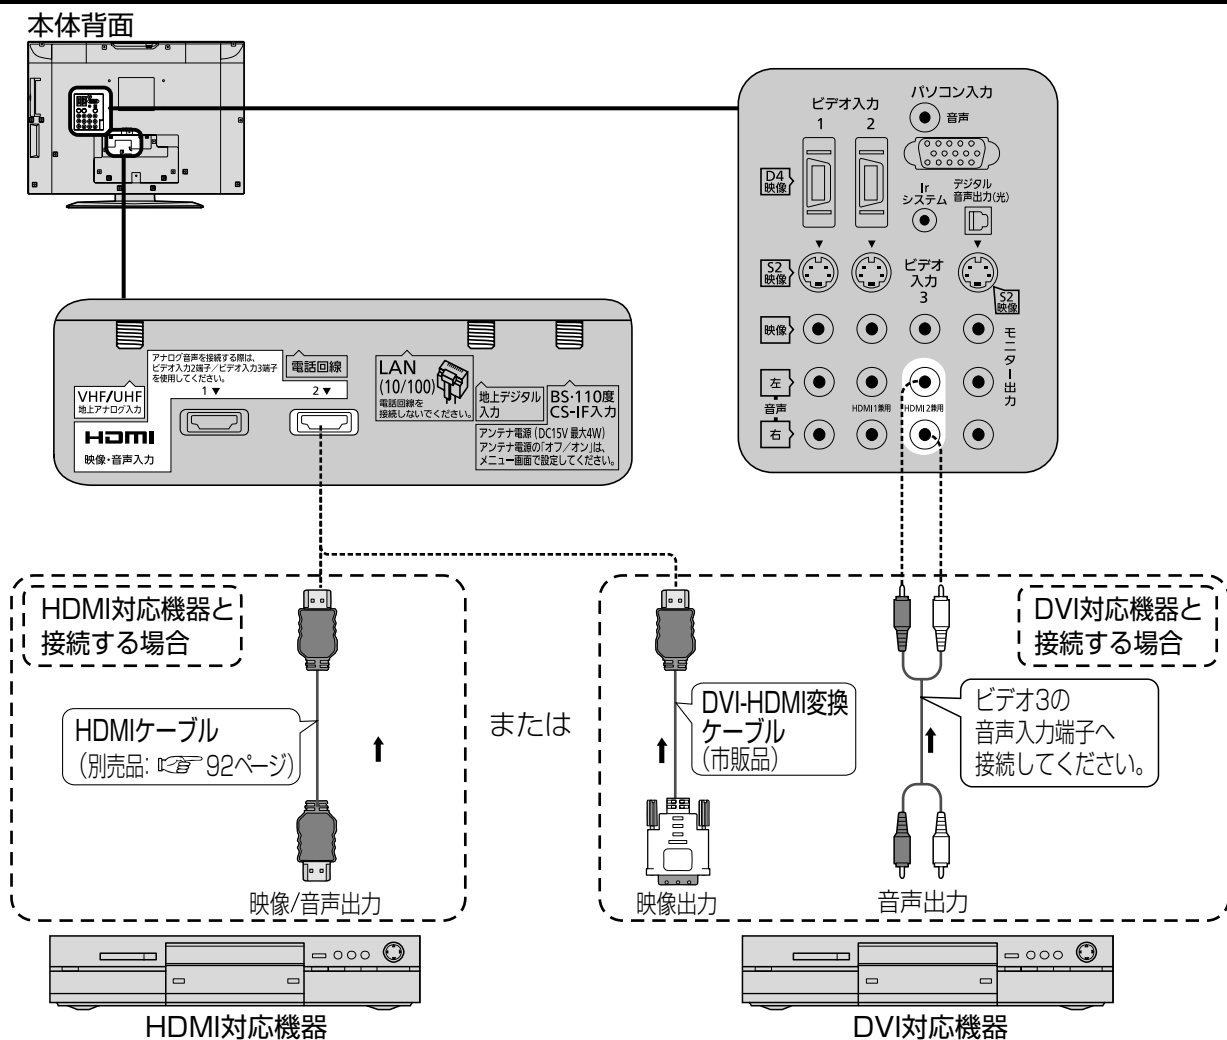 本体背面
ビデオ入力
1 2
パソコン入力
音声
D4
映像
Ir
システム
デジタル
音声出力(光)
S2
映像
ビデオ
入力
3
S2
映像
映像
モニター出力
左
音声
右
HDMI1兼用
HDMI2兼用
アナログ音声を接続する際は、
ビデオ入力2端子/ビデオ入力3端子
を使用してください。
1▼
2▼
電話回線
VHF/UHF
地上アナログ入力
HDMI
映像・音声入力
LAN
(10/100)
電話回線を
接続しないでください。
地上デジタル
入力
BS・110度
CS-IF入力
アンテナ電源(DC15V 最大4W)
アンテナ電源の「オフ/オン」は、
メニュー画面で設定してください。
HDMI対応機器と
接続する場合
HDMIケーブル
(別売品: ☞92ページ)
映像/音声出力
HDMI対応機器
または
DVI対応機器と
接続する場合
DVI-HDMI変換
ケーブル
(市販品)
ビデオ3の
音声入力端子へ
接続してください。
映像出力
音声出力
DVI対応機器